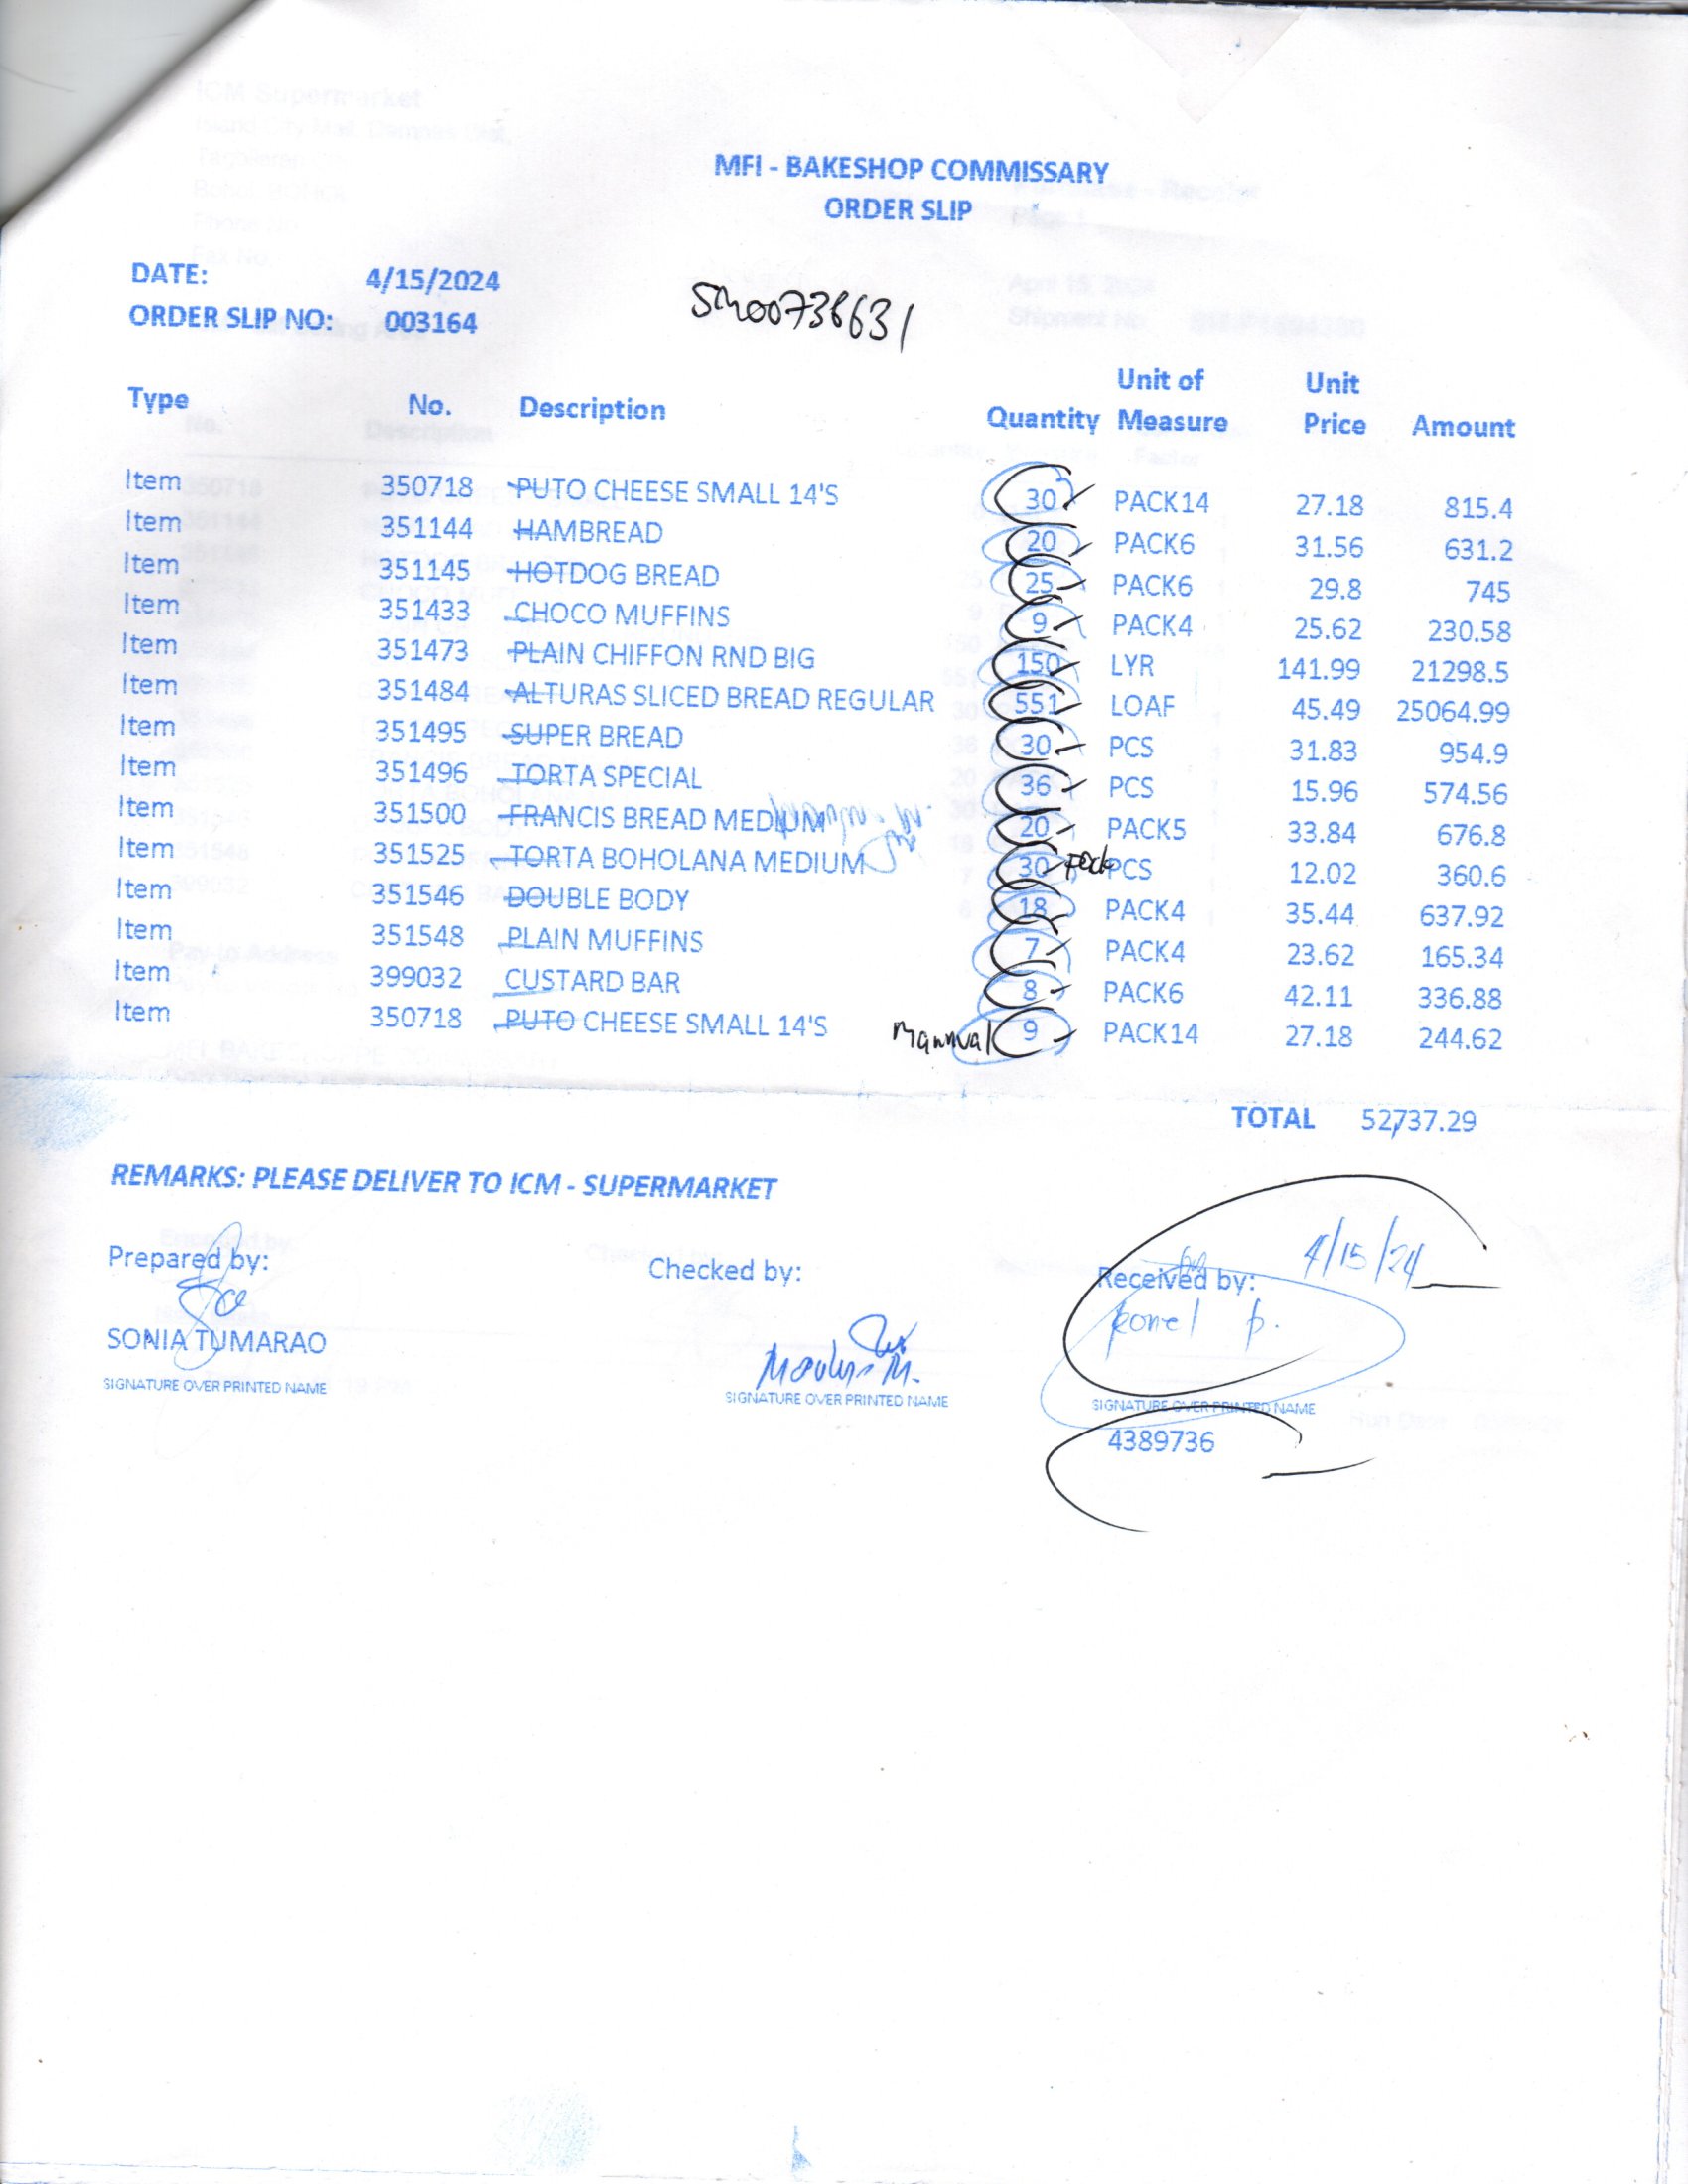 MFI - BAKESHOP COMMISSARY
ORDER SLIP
DATE: 4/15/2024
ORDER SLIP NO: 003164
Type No. Description Quantity Unit of Measure Unit Price Amount
Item 350718 PUTO CHEESE SMALL 14'S 30 PACK14 27.18 815.4
Item 351144 HAMBREAD 20 PACK6 31.56 631.2
Item 351145 HOTDOG BREAD 25 PACK6 29.8 745
Item 351433 CHOCO MUFFINS 9 PACK4 25.62 230.58
Item 351473 PLAIN CHIFFON RND BIG 150 LYR 141.99 21298.5
Item 351484 ALTURAS SLICED BREAD REGULAR 551 LOAF 45.49 25064.99
Item 351495 SUPER BREAD 30 PCS 31.83 954.9
Item 351496 TORTA SPECIAL 36 PCS 15.96 574.56
Item 351500 FRANCIS BREAD MEDIUM 20 PACK5 33.84 676.8
Item 351525 TORTA BOHOLANA MEDIUM 30 PCS 12.02 360.6
Item 351546 DOUBLE BODY 18 PACK4 35.44 637.92
Item 351548 PLAIN MUFFINS 7 PACK4 23.62 165.34
Item 399032 CUSTARD BAR 8 PACK6 42.11 336.88
Item 350718 PUTO CHEESE SMALL 14'S Mannual 9 PACK14 27.18 244.62
TOTAL 52,737.29
REMARKS: PLEASE DELIVER TO ICM - SUPERMARKET
4/15/24
Prepared by: Checked by: Received by:
SONIA TUMARAO
SIGNATURE OVER PRINTED NAME SIGNATURE OVER PRINTED NAME SIGNATURE OVER PRINTED NAME
4389736